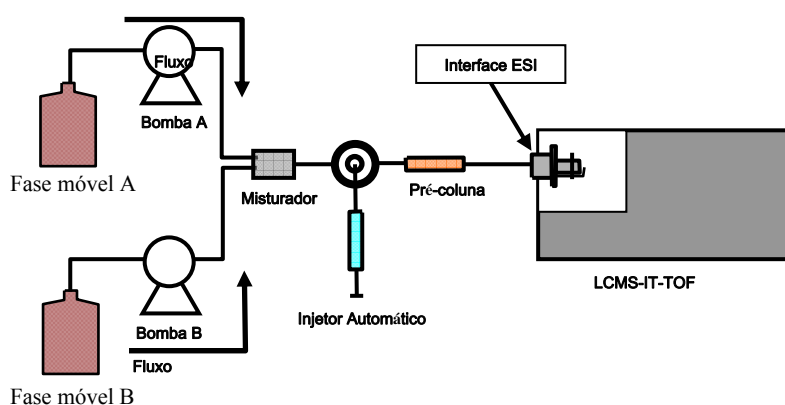 Fluxo
Interface ESI
Bomba A
Fase móvel A
Misturador
Pré-coluna
LCMS-IT-TOF
Injetor Automático
Bomba B
Fluxo
Fase móvel B